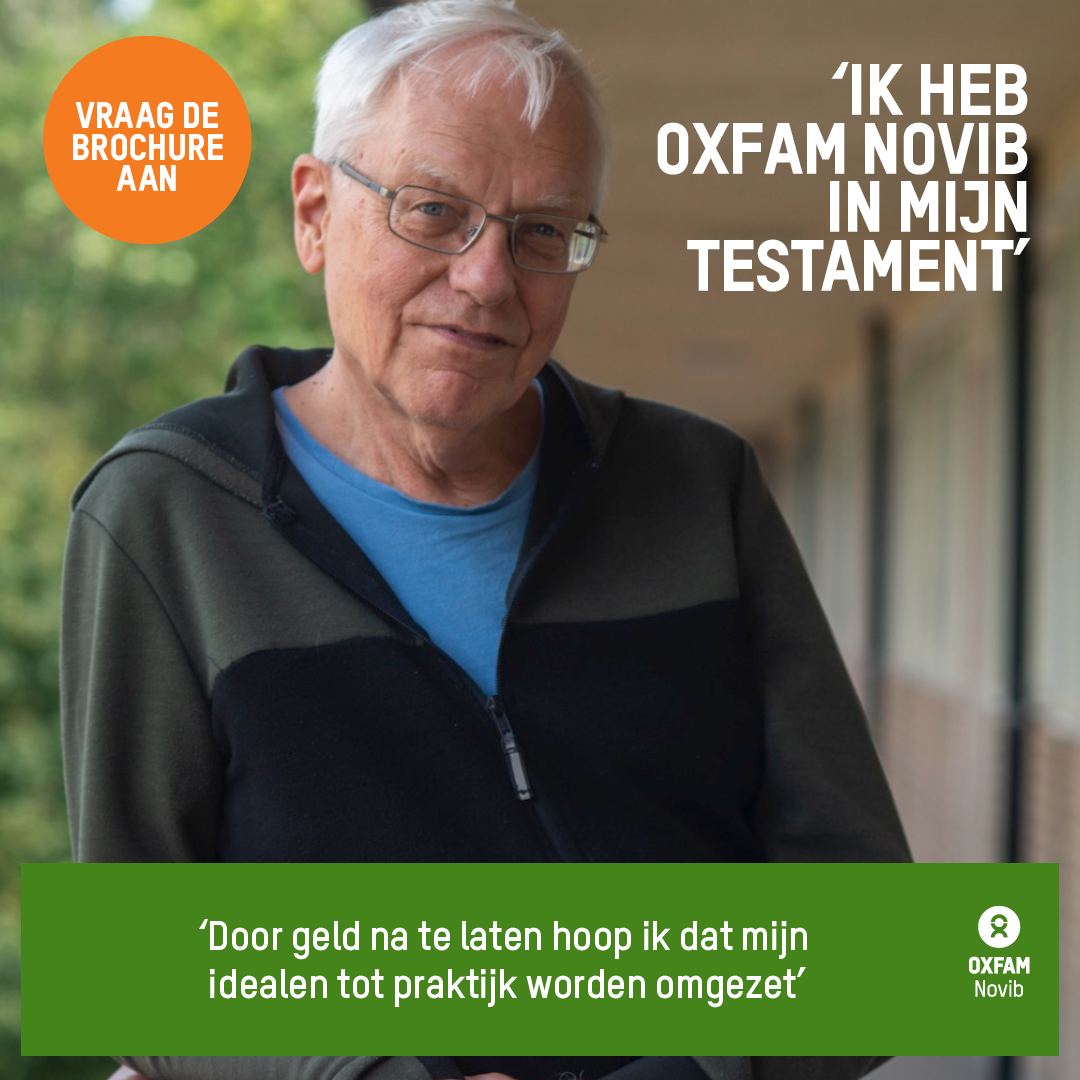 VRAAG DE
BROCHURE
AAN
‘IK HEB
OXFAM NOVIB
IN MIJN
TESTAMENT’
‘Door geld na te laten hoop ik dat mijn
idealen tot praktijk worden omgezet’
OXFAM
Novib